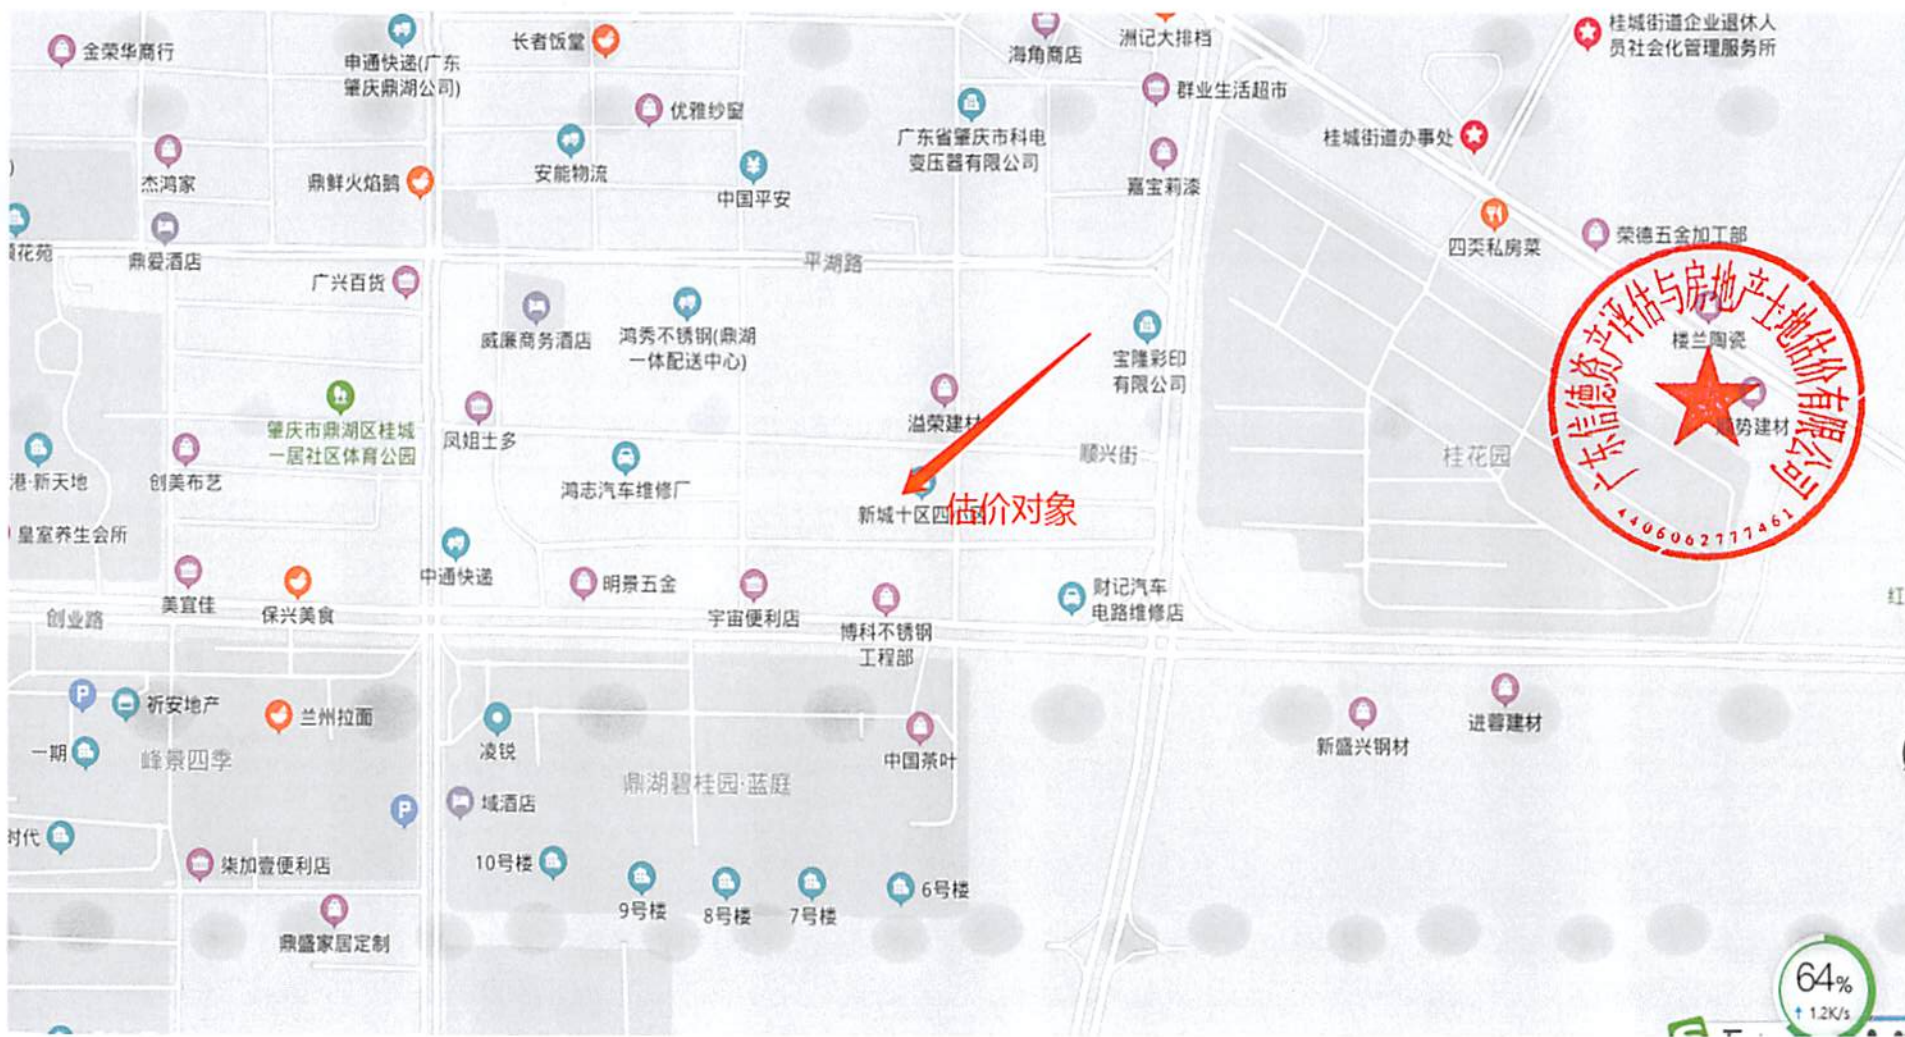 金荣华商行
申通快递(广东
肇庆鼎湖公司)
长者饭堂
海角商店
洲记大排档
桂城街道企业退休人
员社会化管理服务所
群业生活超市
优雅纱窗
广东省肇庆市科电
变压器有限公司
桂城街道办事处
杰鸿家
鼎鲜火焰鹅
安能物流
中国平安
嘉宝莉漆
花苑
鼎爱酒店
四奀私房菜
荣德五金加工部
广兴百货
平湖路
威廉商务酒店
鸿秀不锈钢(鼎湖
一体配送中心)
宝隆彩印
有限公司
楼兰陶瓷
广东信德资产评估与房地产土地估价有限公司
4406062777461
肇庆市鼎湖区桂城
一居社区体育公园
凤姐士多
溢荣建材
顺兴街
桂花园
势建材
港·新天地
创美布艺
鸿志汽车维修厂
新城十区四
估价对象
皇室养生会所
中通快递
美宜佳
保兴美食
明景五金
宇宙便利店
博科不锈钢
工程部
财记汽车
电路维修店
红
创业路
P
祈安地产
兰州拉面
凌锐
中国茶叶
新盛兴钢材
进蓉建材
一期
峰景四季
鼎湖碧桂园·蓝庭
P
域酒店
时代
柒加壹便利店
10号楼
9号楼
8号楼
7号楼
6号楼
鼎盛家居定制
64%
↑ 1.2K/s